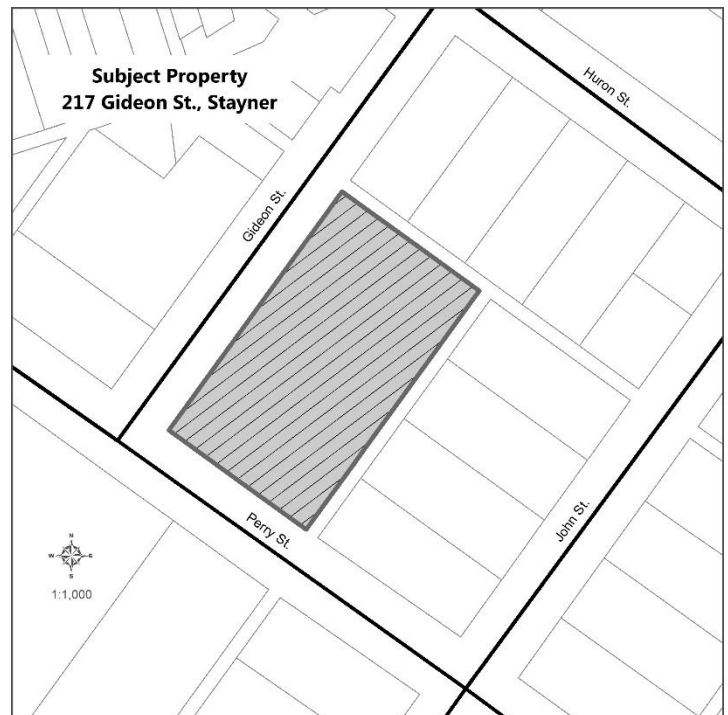 Subject Property
217 Gideon St., Stayner
Huron St.
Gideon St.
John St.
Perry St.
N
W E
S
1:1,000